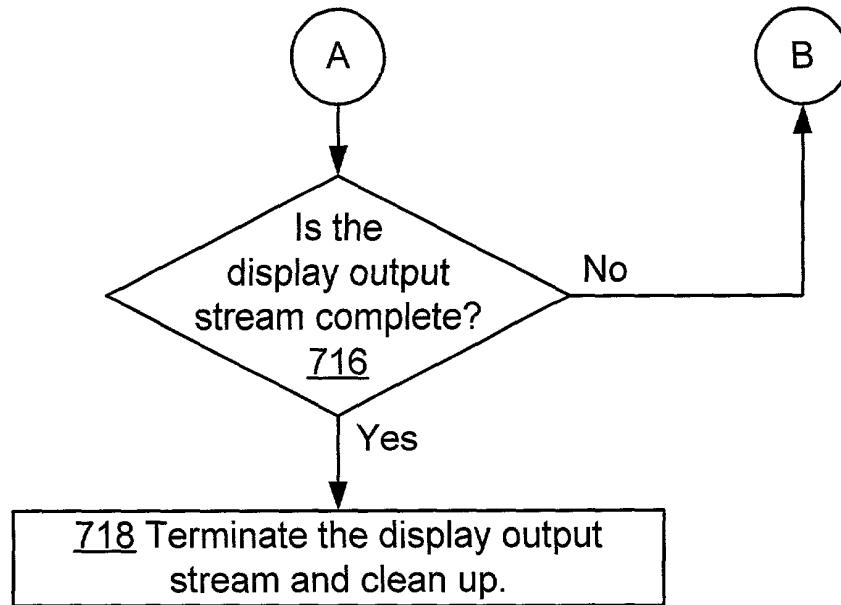 A
B
Is the
display output
stream complete?
716
No
Yes
718 Terminate the display output
stream and clean up.